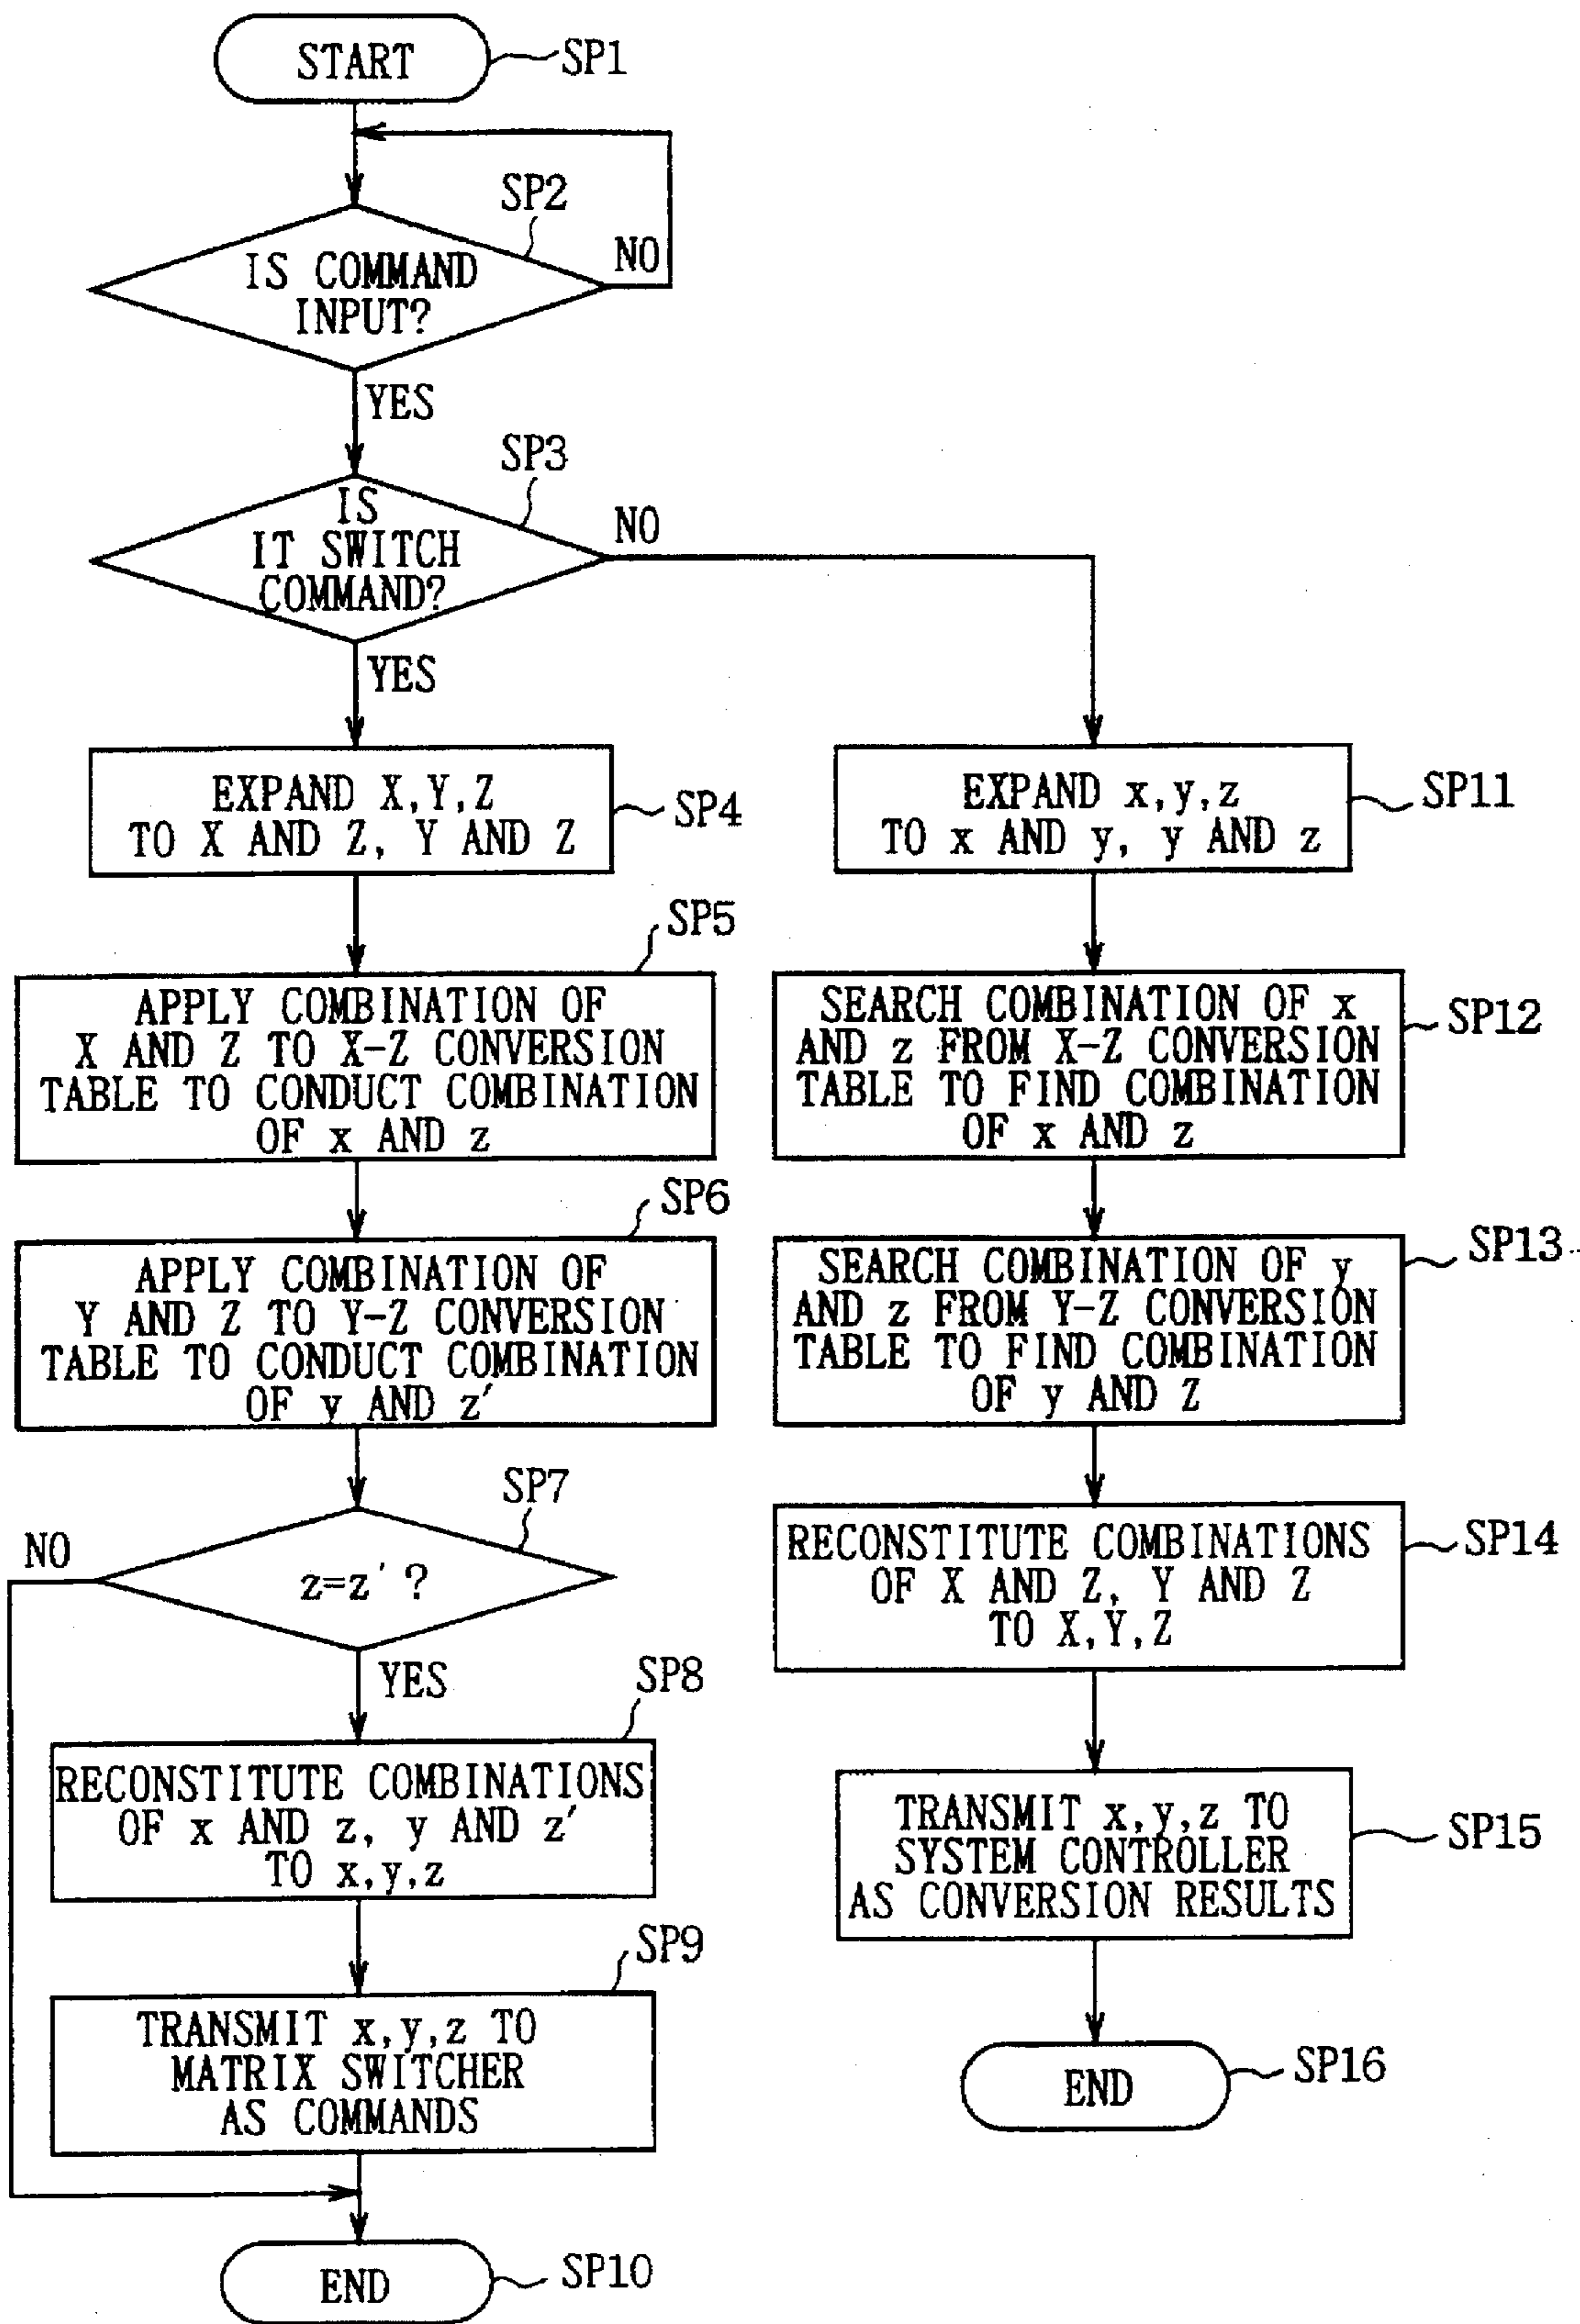 START
SP1
SP2
IS COMMAND
INPUT?
NO
YES
SP3
IS
IT SWITCH
COMMAND?
NO
YES
EXPAND X,Y,Z
TO X AND Z, Y AND Z
SP4
SP5
APPLY COMBINATION OF
X AND Z TO X-Z CONVERSION
TABLE TO CONDUCT COMBINATION
OF x AND z
SP6
APPLY COMBINATION OF
Y AND Z TO Y-Z CONVERSION
TABLE TO CONDUCT COMBINATION
OF y AND z'
SP7
NO
z=z' ?
YES
SP8
RECONSTITUTE COMBINATIONS
OF x AND z, y AND z'
TO x,y,z
SP9
TRANSMIT x,y,z TO
MATRIX SWITCHER
AS COMMANDS
END
SP10
EXPAND x,y,z
TO x AND y, y AND z
SP11
SEARCH COMBINATION OF x
AND z FROM X-Z CONVERSION
TABLE TO FIND COMBINATION
OF x AND z
SP12
SEARCH COMBINATION OF y
AND z FROM Y-Z CONVERSION
TABLE TO FIND COMBINATION
OF y AND Z
SP13
RECONSTITUTE COMBINATIONS
OF X AND Z, Y AND Z
TO X,Y,Z
SP14
TRANSMIT x,y,z TO
SYSTEM CONTROLLER
AS CONVERSION RESULTS
SP15
END
SP16